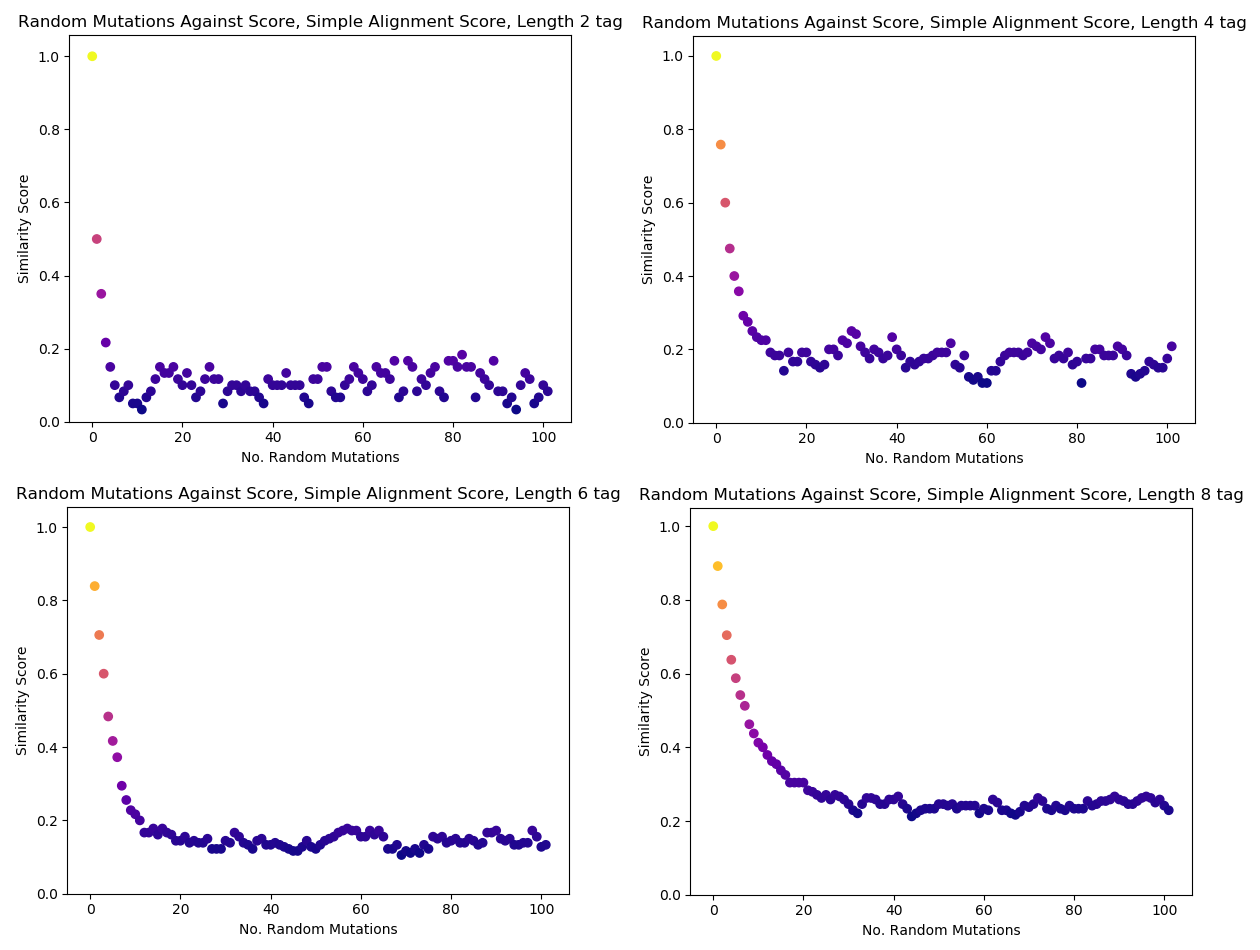 Random Mutations Against Score, Simple Alignment Score, Length 2 tag
1.0
0.8
0.6
0.4
0.2
0.0
Similarity Score
0 20 40 60 80 100
No. Random Mutations
Random Mutations Against Score, Simple Alignment Score, Length 4 tag
1.0
0.8
0.6
0.4
0.2
0.0
Similarity Score
0 20 40 60 80 100
No. Random Mutations
Random Mutations Against Score, Simple Alignment Score, Length 6 tag
1.0
0.8
0.6
0.4
0.2
0.0
Similarity Score
0 20 40 60 80 100
No. Random Mutations
Random Mutations Against Score, Simple Alignment Score, Length 8 tag
1.0
0.8
0.6
0.4
0.2
0.0
Similarity Score
0 20 40 60 80 100
No. Random Mutations